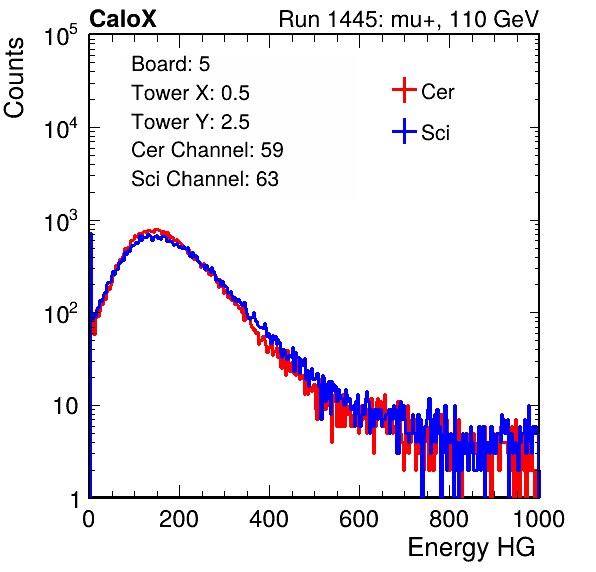 CaloX Run 1445: mu+, 110 GeV
Counts
Board: 5
Tower X: 0.5
Tower Y: 2.5
Cer Channel: 59
Sci Channel: 63
Cer
Sci
10^5
10^4
10^3
10^2
10
1
0 200 400 600 800 1000
Energy HG